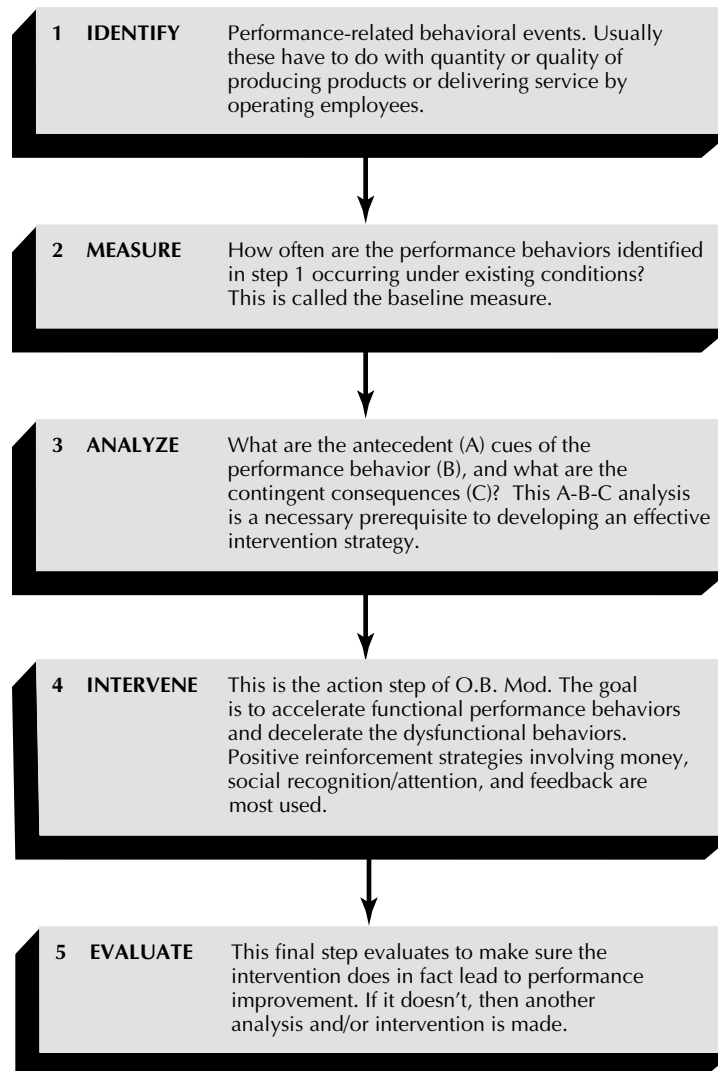 1 IDENTIFY Performance-related behavioral events. Usually
these have to do with quantity or quality of
producing products or delivering service by
operating employees.
2 MEASURE How often are the performance behaviors identified
in step 1 occurring under existing conditions?
This is called the baseline measure.
3 ANALYZE What are the antecedent (A) cues of the
performance behavior (B), and what are the
contingent consequences (C)? This A-B-C analysis
is a necessary prerequisite to developing an effective
intervention strategy.
4 INTERVENE This is the action step of O.B. Mod. The goal
is to accelerate functional performance behaviors
and decelerate the dysfunctional behaviors.
Positive reinforcement strategies involving money,
social recognition/attention, and feedback are
most used.
5 EVALUATE This final step evaluates to make sure the
intervention does in fact lead to performance
improvement. If it doesn't, then another
analysis and/or intervention is made.